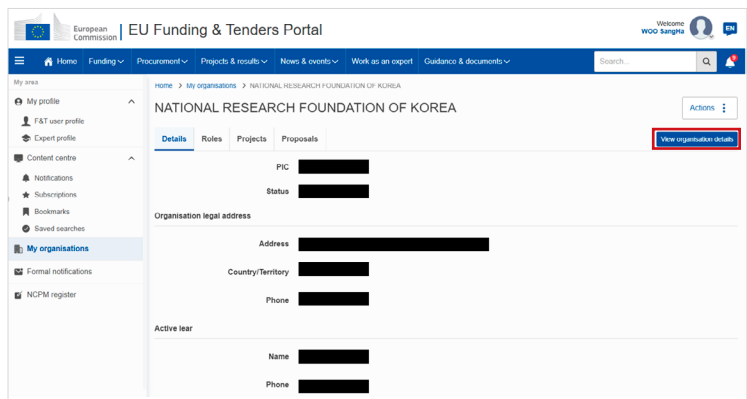 European
Commission
EU Funding & Tenders Portal
Welcome
WOO SangHa
EN
Home Funding Procurement Projects & results News & events Work as an expert Guidance & documents Search...
My area
Home > My organisations > NATIONAL RESEARCH FOUNDATION OF KOREA
My profile
NATIONAL RESEARCH FOUNDATION OF KOREA
Actions
F&T user profile
Expert profile
Details Roles Projects Proposals
View organisation details
Content centre
PIC
Notifications
Status
Subscriptions
Bookmarks
Organisation legal address
Saved searches
My organisations
Address
Formal notifications
Country/Territory
NCPM register
Phone
Active lear
Name
Phone